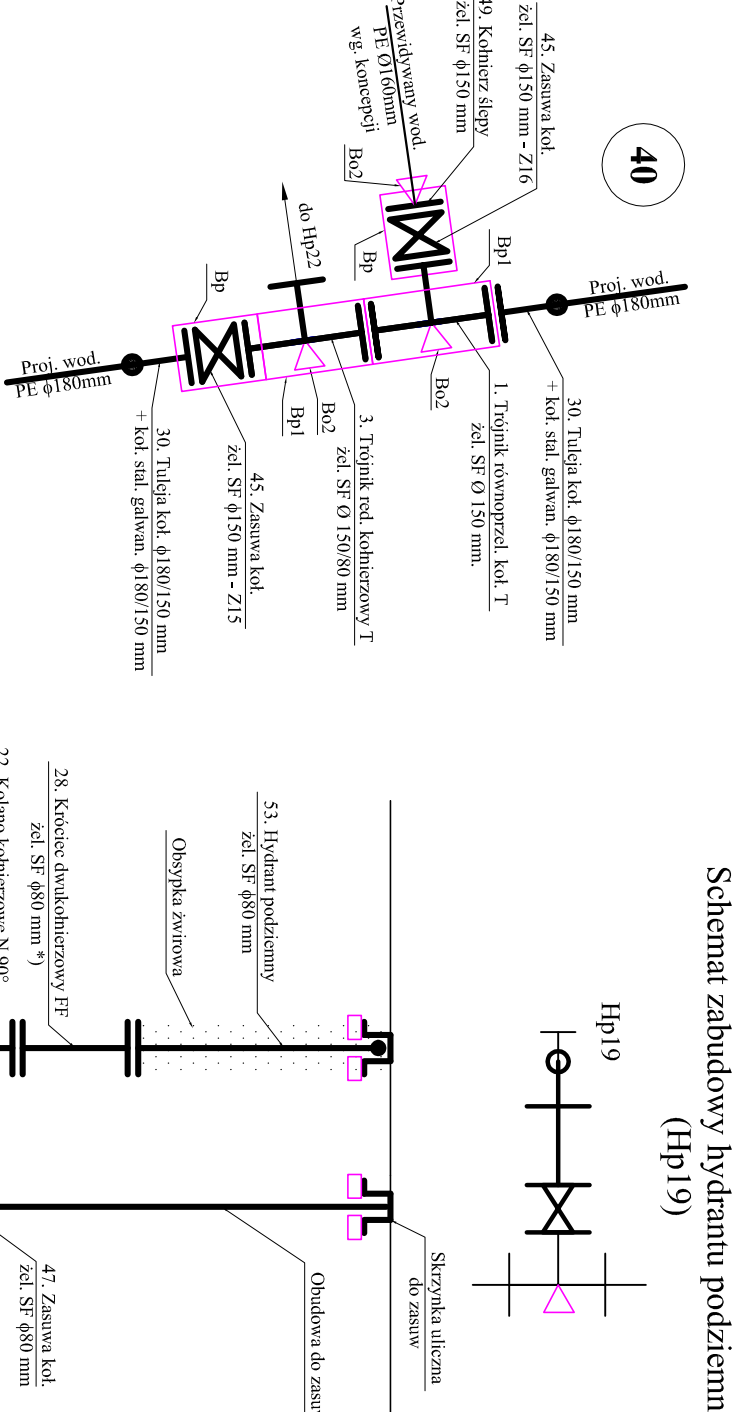 40
45. Zasuwa koł.
żel. SF ϕ150 mm - Z16
49. Kołnierz ślepy
żel. SF ϕ150 mm
Przewidywany wod.
PE Ø160mm
wg. koncepcji
Bo2
Bp
Bp1
Proj. wod.
PE ϕ180mm
30. Tuleja koł. ϕ180/150 mm
+ koł. stal. galwan. ϕ180/150 mm
1. Trójnik równoprzel. koł. T
żel. SF Ø 150 mm.
Bo2
do Hp22
3. Trójnik red. kołnierzowy T
żel. SF Ø 150/80 mm
Bo2
Bp1
Bp
45. Zasuwa koł.
żel. SF ϕ150 mm - Z15
Proj. wod.
PE ϕ180mm
30. Tuleja koł. ϕ180/150 mm
+ koł. stal. galwan. ϕ180/150 mm
Schemat zabudowy hydrantu podziemn
(Hp19)
Hp19
Skrzynka uliczna
do zasuw
53. Hydrant podziemny
żel. SF ϕ80 mm
Obudowa do zasuw
Obsypka żwirowa
28. Króciec dwukołnierzowy FF
żel. SF ϕ80 mm *)
47. Zasuwa koł.
żel. SF ϕ80 mm
22. Kolano kołnierzowe N 90°